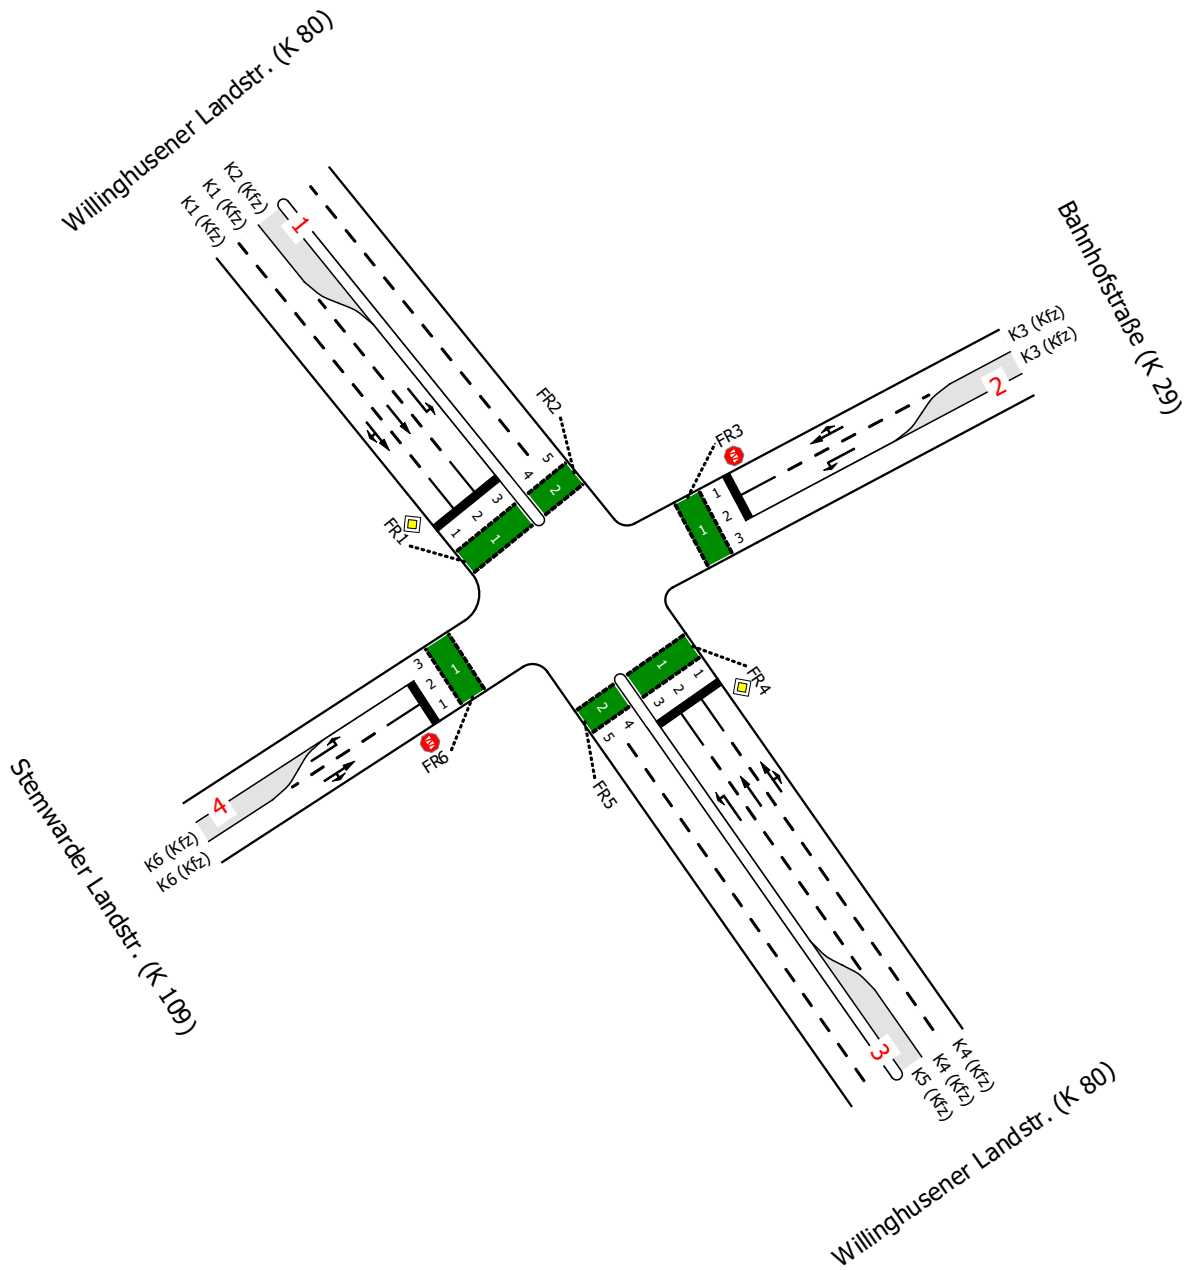 Willinghusener Landstr. (K 80)
K2 (Kfz)
K1 (Kfz)
K1 (Kfz)
1
Bahnhofstraße (K 29)
K3 (Kfz)
K3 (Kfz)
2
FR2
FR3
FR1
5
4
3
2
1
2
1
1
2
3
1
3
2
1
1
1
2
1
2
3
4
5
FR4
FR6
FR5
4
K6 (Kfz)
K6 (Kfz)
Stemwarder Landstr. (K 109)
3
K4 (Kfz)
K4 (Kfz)
K5 (Kfz)
Willinghusener Landstr. (K 80)